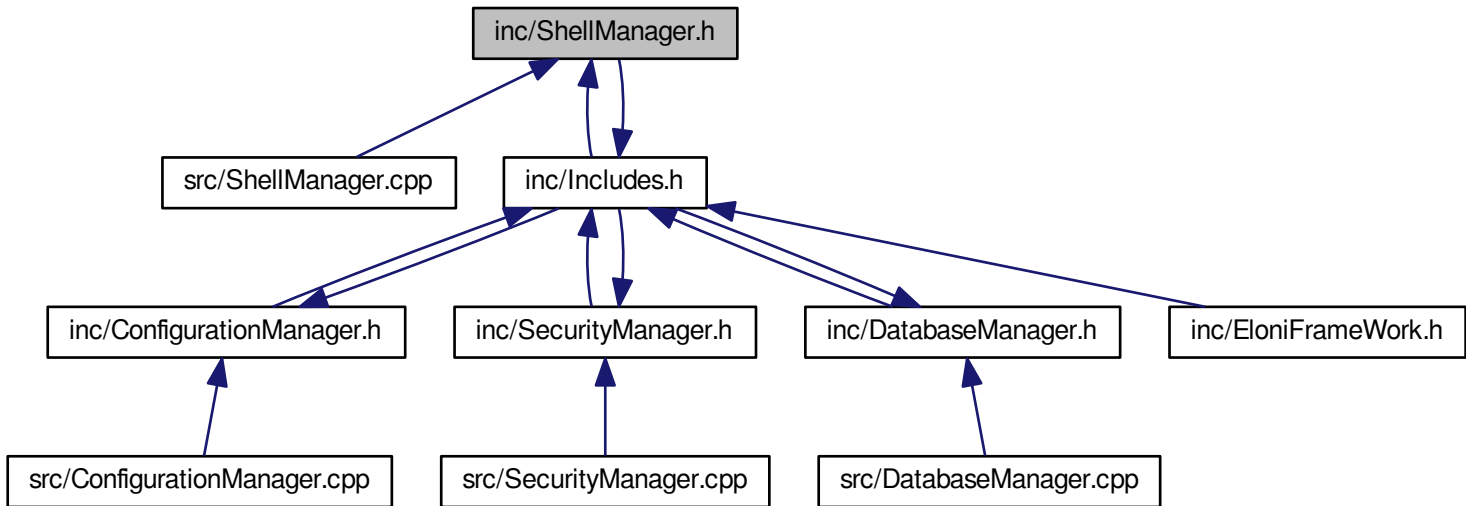 inc/ShellManager.h
src/ShellManager.cpp
inc/Includes.h
inc/ConfigurationManager.h
inc/SecurityManager.h
inc/DatabaseManager.h
inc/EloniFrameWork.h
src/ConfigurationManager.cpp
src/SecurityManager.cpp
src/DatabaseManager.cpp